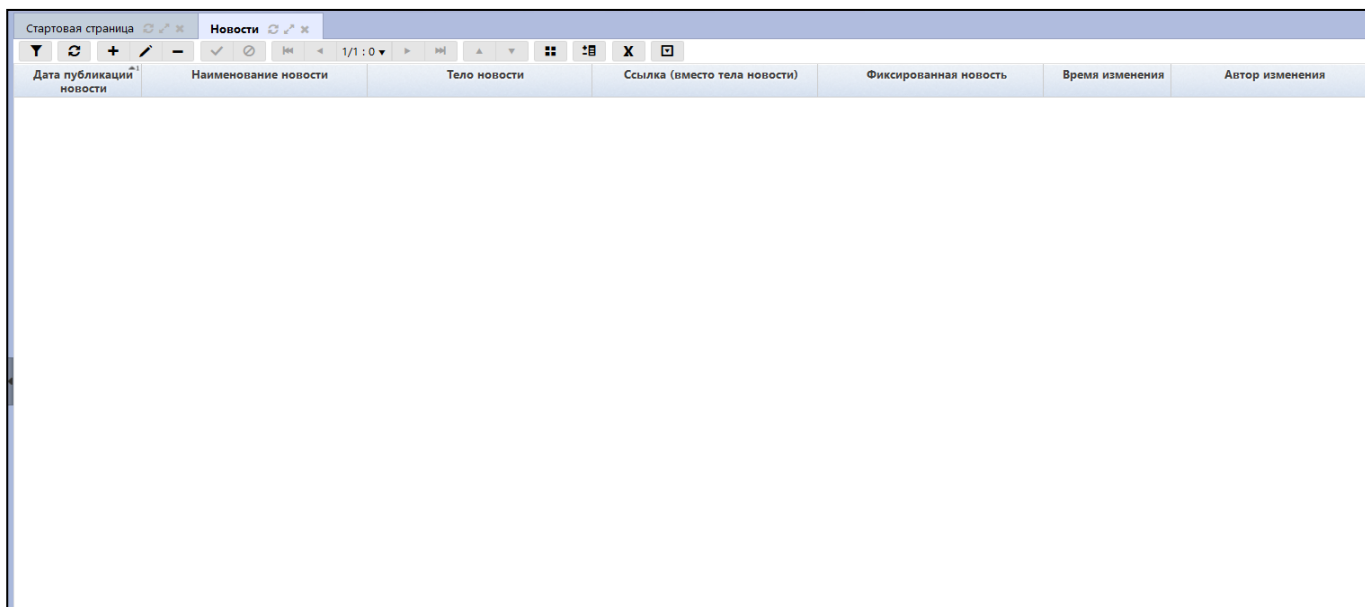 Стартовая страница Новости
1/1 : 0
Дата публикации новости 1 Наименование новости Тело новости Ссылка (вместо тела новости) Фиксированная новость Время изменения Автор изменения